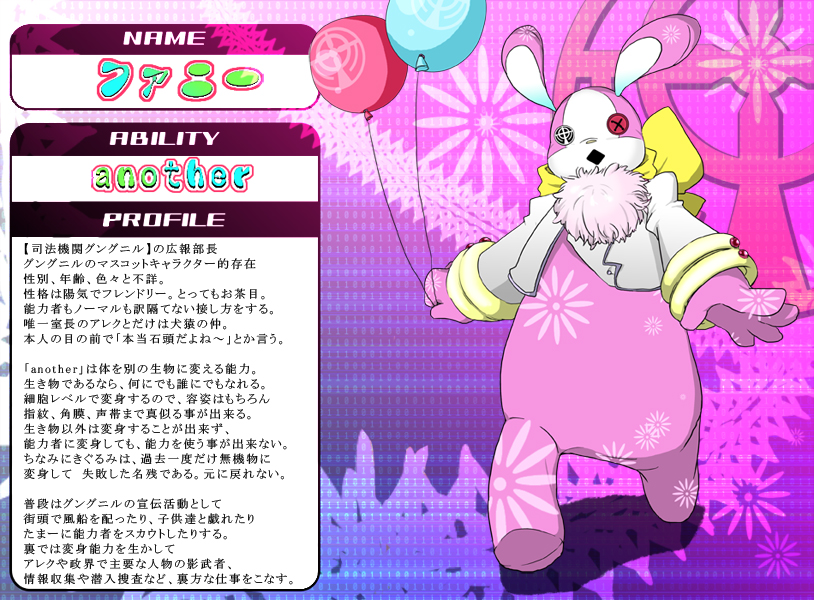 NAME
ファニー
ABILITY
another
PROFILE
【司法機関グングニル】の広報部長
グングニルのマスコットキャラクター的存在
性別、年齢、色々と不詳。
性格は陽気でフレンドリー。とってもお茶目。
能力者もノーマルも訳隔てない接し方をする。
唯一室長のアレクとだけは犬猿の仲。
本人の目の前で「本当石頭だよね～」とか言う。
「another」は体を別の生物に変える能力。
生き物であるなら、何にでも誰にでもなれる。
細胞レベルで変身するので、容姿はもちろん
指紋、角膜、声帯まで真似る事が出来る。
生き物以外は変身することが出来ず、
能力者に変身しても、能力を使う事が出来ない。
ちなみにきぐるみは、過去一度だけ無機物に
変身して 失敗した名残である。元に戻れない。
普段はグングニルの宣伝活動として
街頭で風船を配ったり、子供達と戯れたり
たまーに能力者をスカウトしたりする。
裏では変身能力を生かして
アレクや政界で主要な人物の影武者、
情報収集や潜入捜査など、裏方な仕事をこなす。